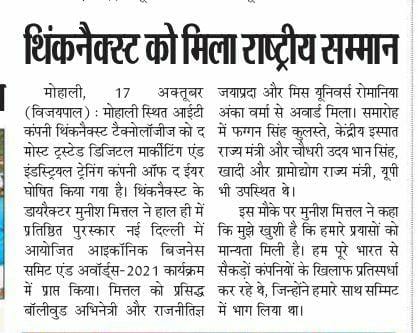 थिंकनैक्स्ट को मिला राष्ट्रीय सम्मान
मोहाली, 17 अक्तूबर
(विजयपाल) : मोहाली स्थित आईटी
कंपनी थिंकनैक्स्ट टैक्नोलॉजीज को द
मोस्ट ट्रस्टेड डिजिटल मार्कीटिंग एंड
इंडस्ट्रियल ट्रेनिंग कंपनी ऑफ द ईयर
घोषित किया गया है। थिंकनैक्स्ट के
डायरैक्टर मुनीश मित्तल ने हाल ही में
प्रतिष्ठित पुरस्कार नई दिल्ली में
आयोजित आइकॉनिक बिजनेस
समिट एंड अवॉर्ड्स-2021 कार्यक्रम
में प्राप्त किया। मित्तल को प्रसिद्ध
बॉलीवुड अभिनेत्री और राजनीतिज्ञ
जयाप्रदा और मिस यूनिवर्स रोमानिया
अंका वर्मा से अवार्ड मिला। समारोह
में फग्गन सिंह कुलस्ते, केंद्रीय इस्पात
राज्य मंत्री और चौधरी उदय भान सिंह,
खादी और ग्रामोद्योग राज्य मंत्री, यूपी
भी उपस्थित थे।
इस मौके पर मुनीश मित्तल ने कहा
कि मुझे खुशी है कि हमारे प्रयासों को
मान्यता मिली है। हम पूरे भारत से
सैकड़ों कंपनियों के खिलाफ प्रतिस्पर्धा
कर रहे थे, जिन्होंने हमारे साथ सम्मिट
में भाग लिया था।